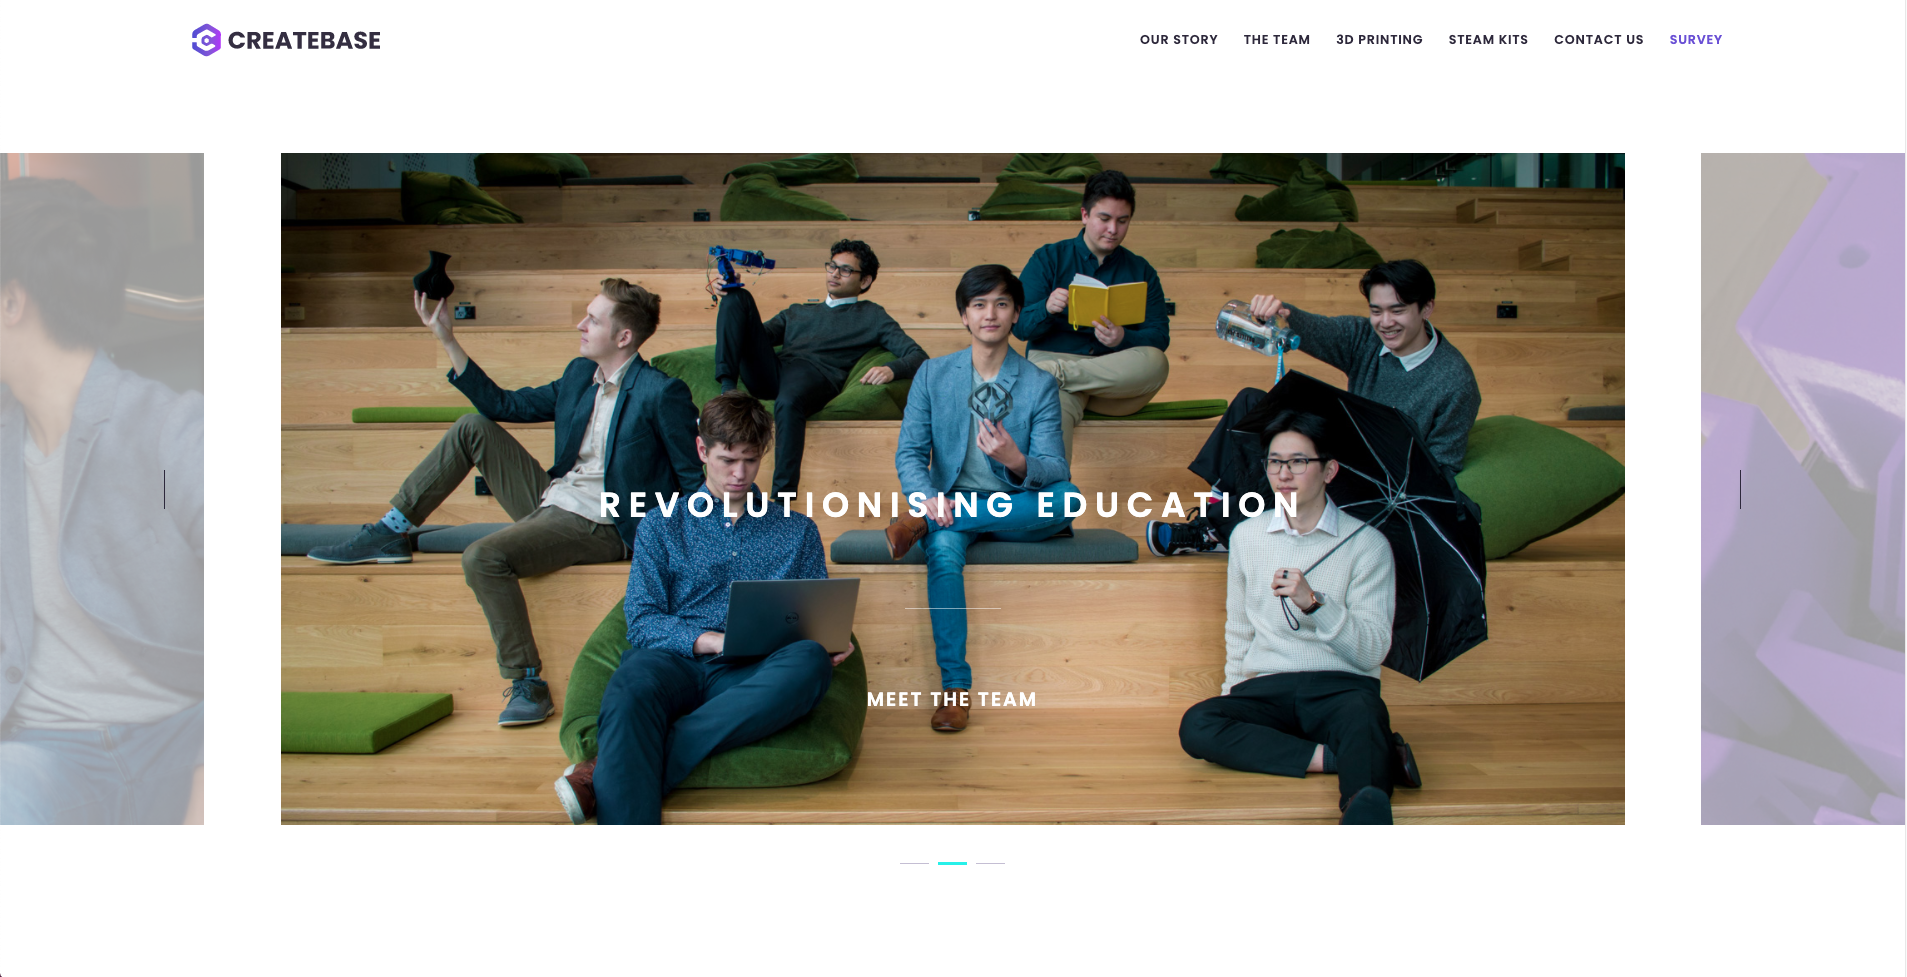 CREATEBASE
OUR STORY THE TEAM 3D PRINTING STEAM KITS CONTACT US SURVEY
REVOLUTIONISING EDUCATION
MEET THE TEAM